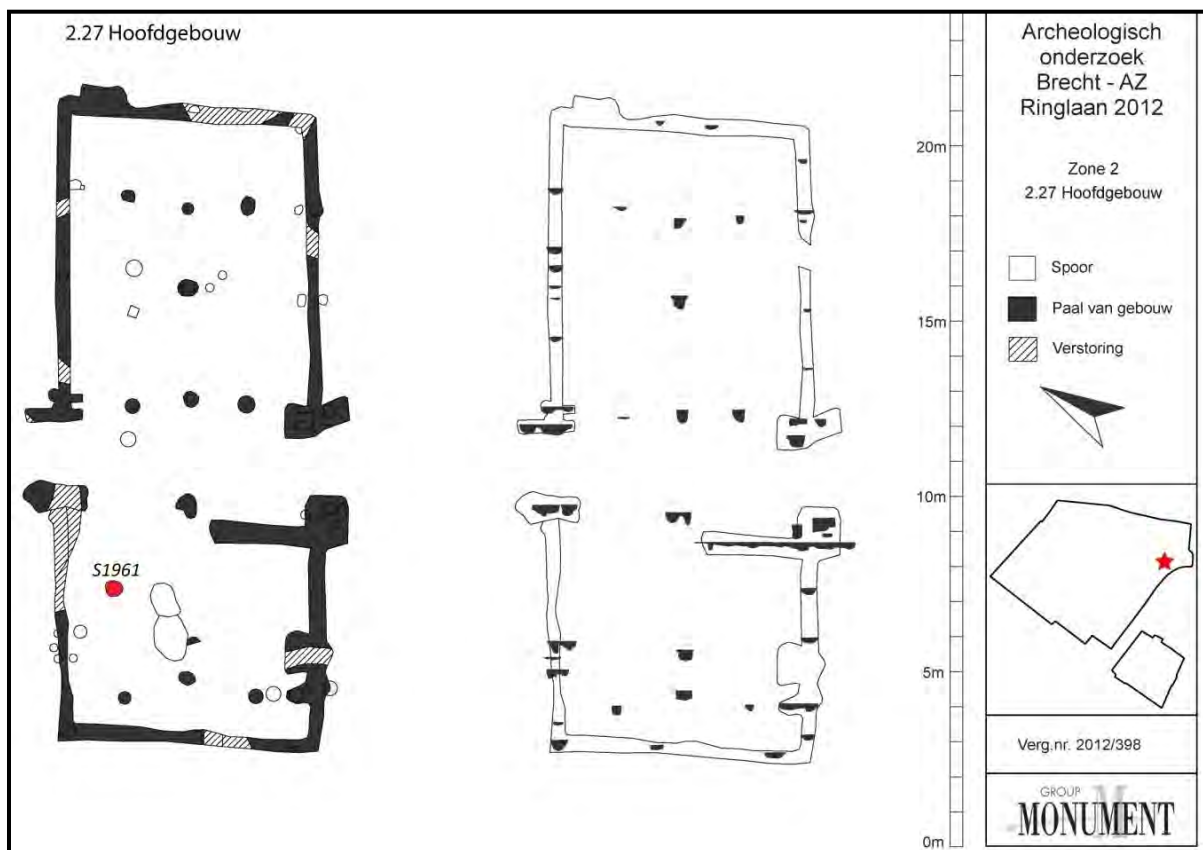 2.27 Hoofdgebouw
S1961
20m
15m
10m
5m
0m
Archeologisch
onderzoek
Brecht - AZ
Ringlaan 2012
Zone 2
2.27 Hoofdgebouw
Spoor
Paal van gebouw
Verstoring
Verg.nr. 2012/398
GROUP
M
MONUMENT